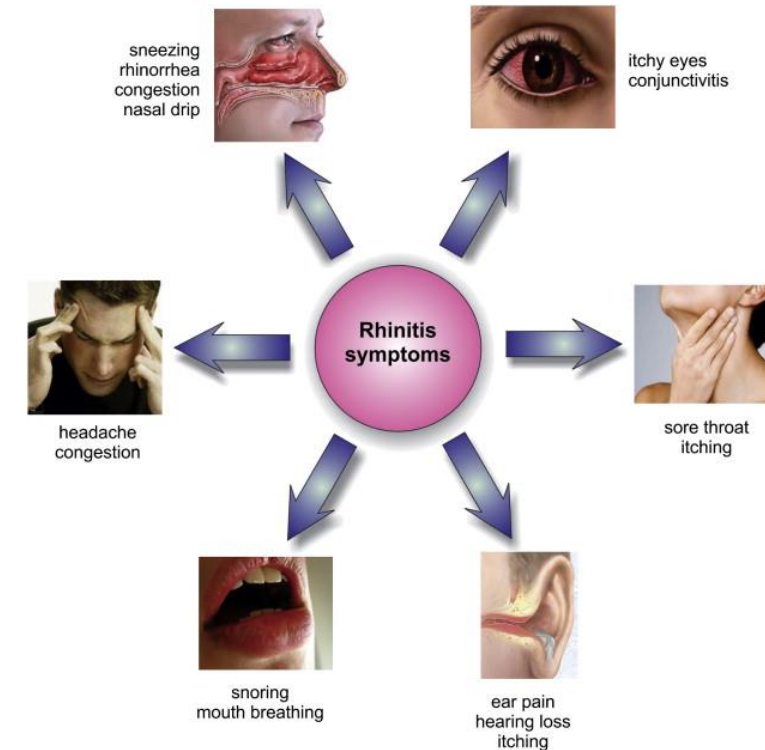 sneezing
rhinorrhea
congestion
nasal drip
itchy eyes
conjunctivitis
Rhinitis
symptoms
headache
congestion
sore throat
itching
snoring
mouth breathing
ear pain
hearing loss
itching